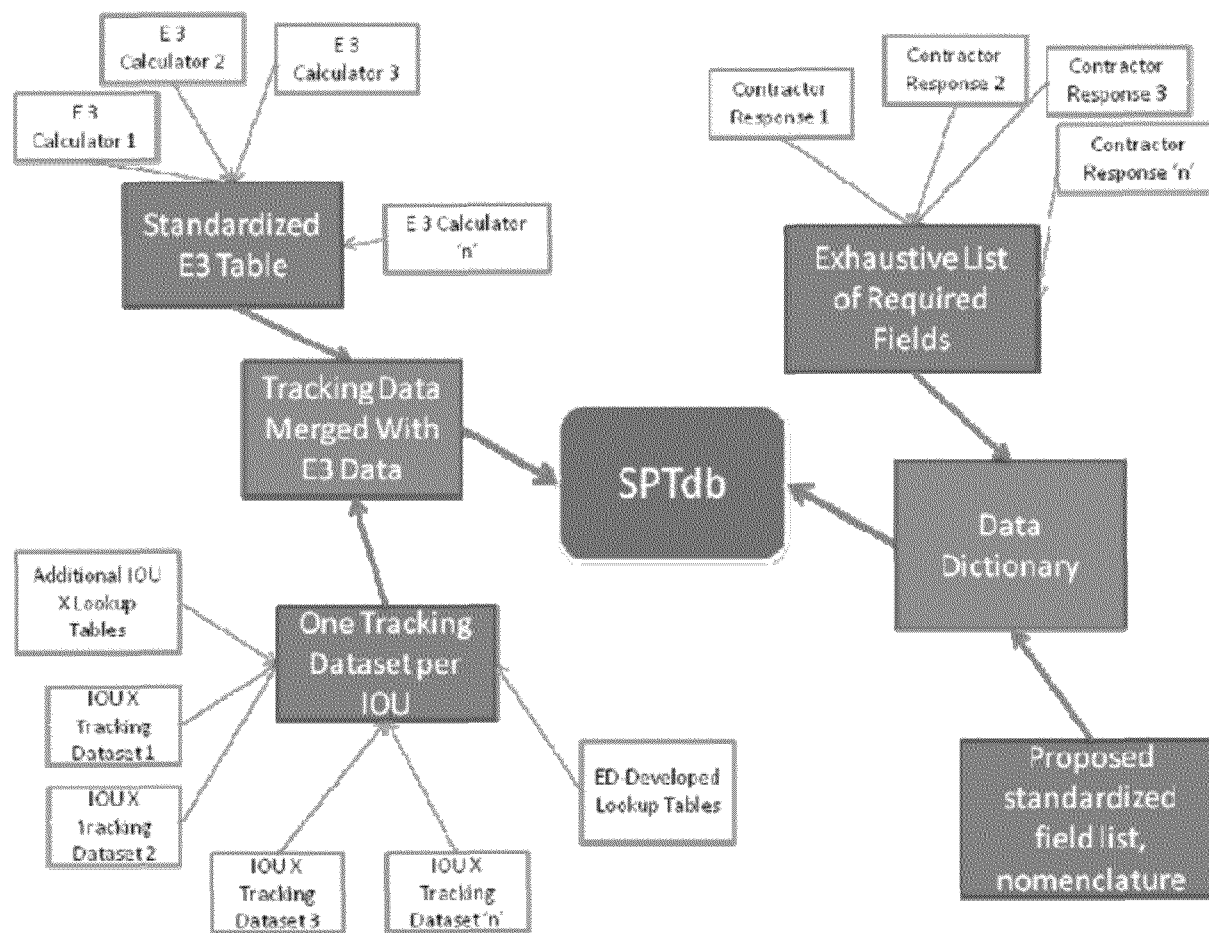 E 3
Calculator 2
E 3
Calculator 3
E 3
Calculator 1
Standardized
E3 Table
E 3 Calculator
'n'
Contractor
Response 1
Contractor
Response 2
Contractor
Response 3
Contractor
Response 'n'
Exhaustive List
of Required
Fields
Tracking Data
Merged With
E3 Data
SPTdb
Data
Dictionary
Additional IOU
X Lookup
Tables
One Tracking
Dataset per
IOU
IOU X
Tracking
Dataset 1
IOU X
Tracking
Dataset 2
IOU X
Tracking
Dataset 3
IOU X
Tracking
Dataset 'n'
ED-Developed
Lookup Tables
Proposed
standardized
field list,
nomenclature